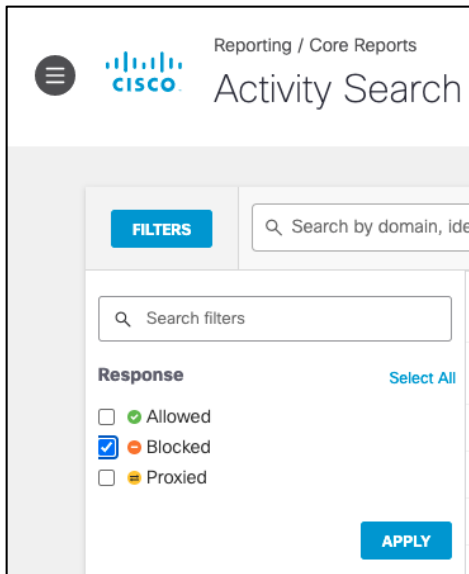 Reporting / Core Reports
CISCO
Activity Search
FILTERS
Search by domain, ide
Search filters
Response
Select All
Allowed
Blocked
Proxied
APPLY